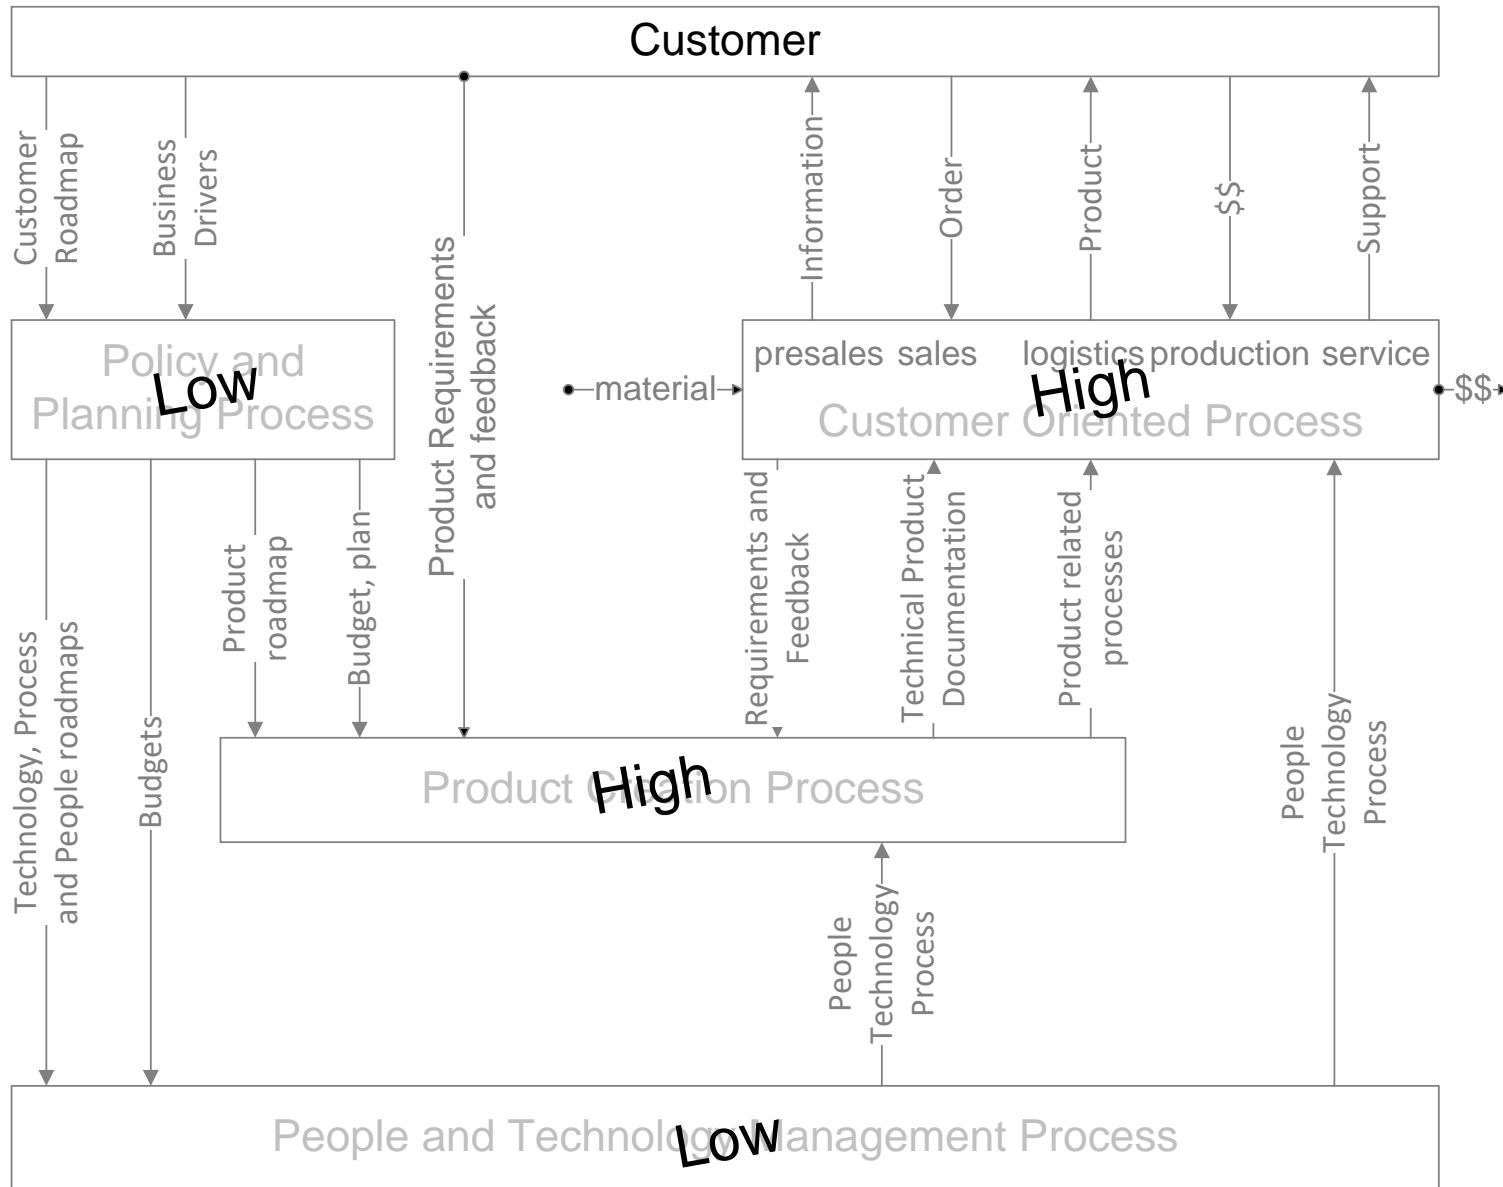 Customer
Customer
Roadmap
Business
Drivers
Product Requirements
and feedback
Information
Order
Product
$$
Support
Policy and
Planning Process
Low
material
presales sales logistics production service
High
Customer Oriented Process
$$
Technology, Process
and People roadmaps
Budgets
Product
roadmap
Budget, plan
Requirements and
Feedback
Technical Product
Documentation
Product related
processes
People
Technology
Process
Product Creation Process
High
People
Technology
Process
People and Technology Management Process
Low